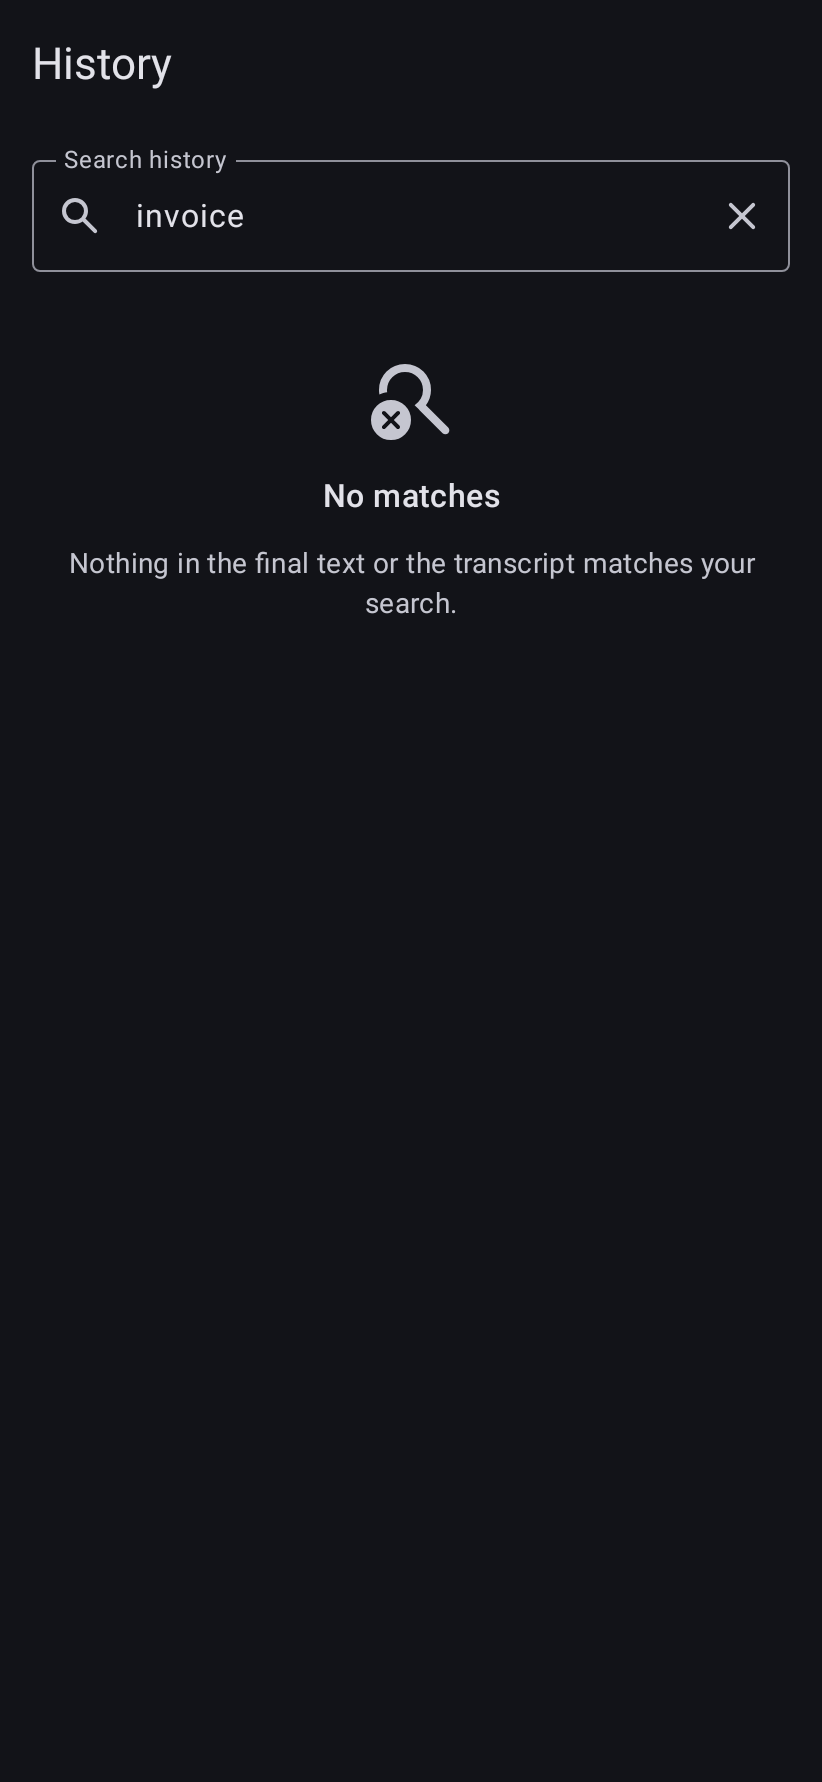 History
Search history
invoice
No matches
Nothing in the final text or the transcript matches your
search.